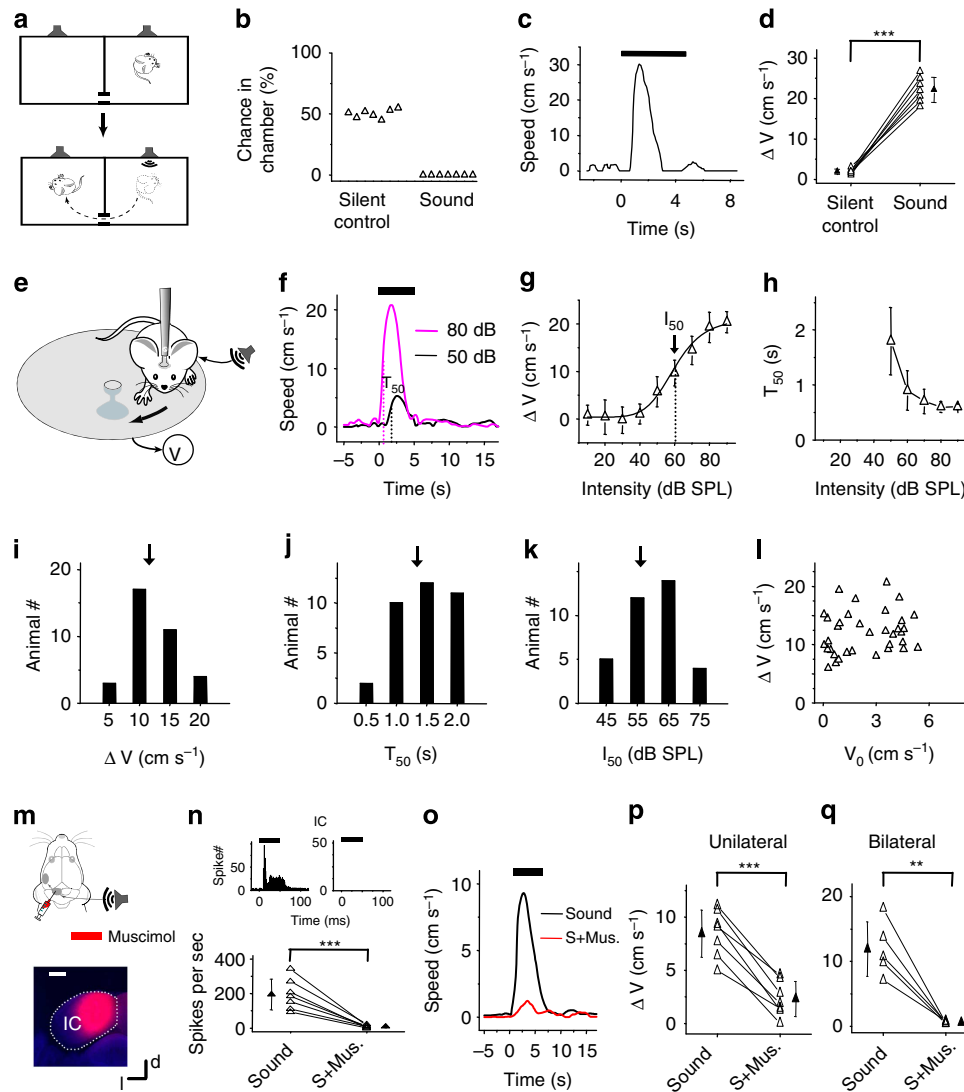 a
b
100
50
0
Chance in
chamber (%)
Silent
control
Sound
c
30
20
10
0
Speed (cm s⁻¹)
0 4 8
Time (s)
d
***
30
20
10
0
Δ V (cm s⁻¹)
Silent
control
Sound
e
V
f
20
10
0
Speed (cm s⁻¹)
80 dB
50 dB
T₅₀
−5 0 5 10 15
Time (s)
g
I₅₀
20
10
0
Δ V (cm s⁻¹)
20 40 60 80
Intensity (dB SPL)
h
2
1
0
T₅₀ (s)
20 40 60 80
Intensity (dB SPL)
i
20
10
0
Animal #
5 10 15 20
Δ V (cm s⁻¹)
j
10
5
0
Animal #
0.5 1.0 1.5 2.0
T₅₀ (s)
k
15
10
5
0
Animal #
45 55 65 75
I₅₀ (dB SPL)
l
20
15
10
5
0
Δ V (cm s⁻¹)
0 3 6
V₀ (cm s⁻¹)
m
Muscimol
IC
d
l
n
IC
100
50
0
Spike#
0 100
50
25
0
0 100
Time (ms)
***
400
200
0
Spikes per sec
Sound
S+Mus.
o
10
5
0
Speed (cm s⁻¹)
Sound
S+Mus.
−5 0 5 10 15
Time (s)
p
Unilateral
***
10
5
0
Δ V (cm s⁻¹)
Sound
S+Mus.
q
Bilateral
**
20
10
0
Sound
S+Mus.